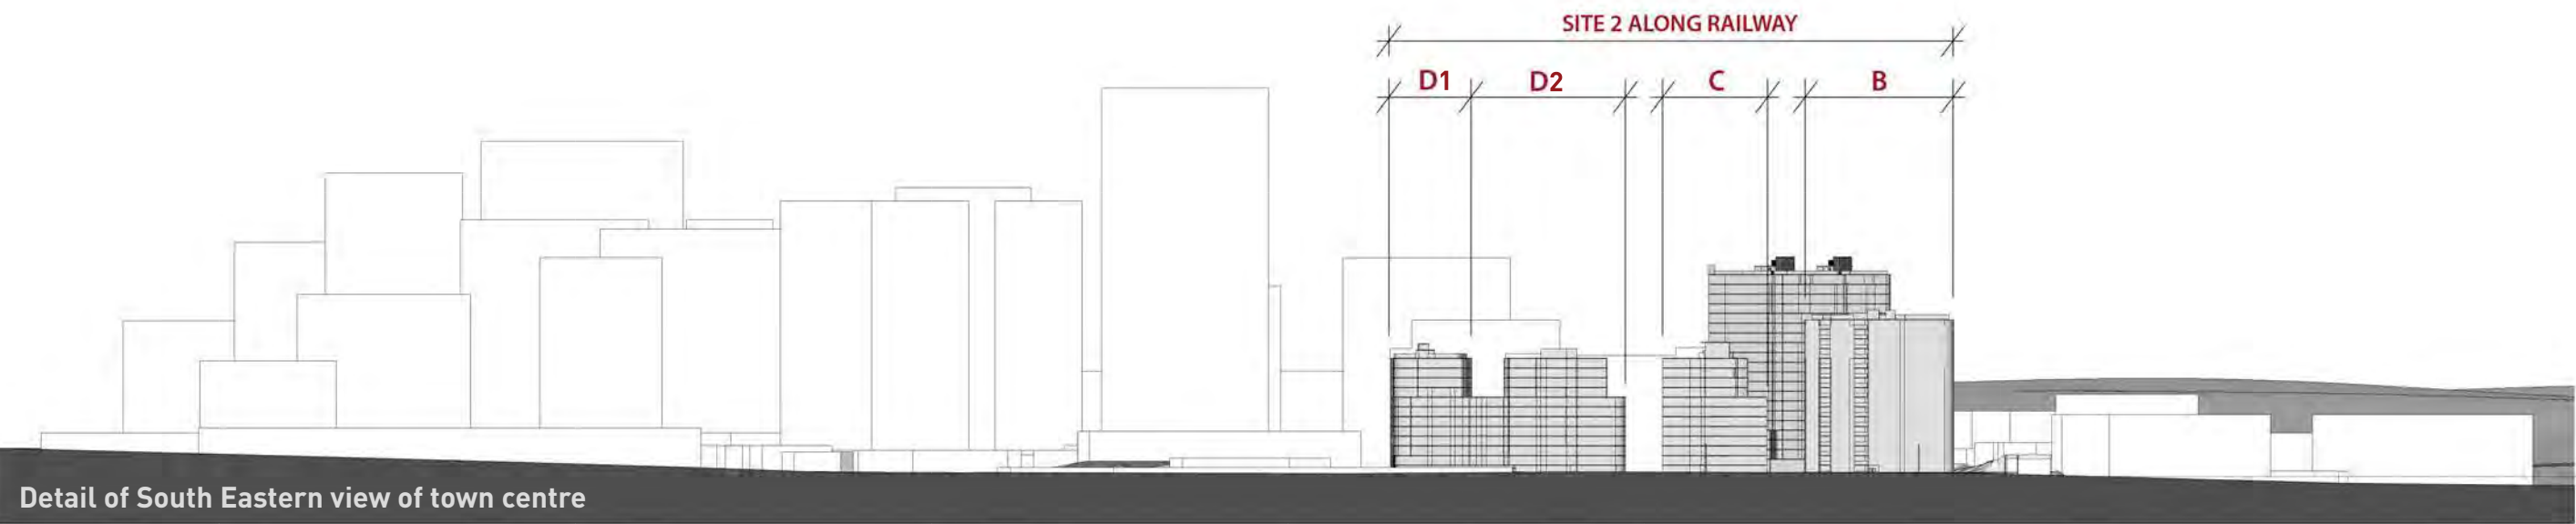 SITE 2 ALONG RAILWAY
D1 D2 C B
Detail of South Eastern view of town centre